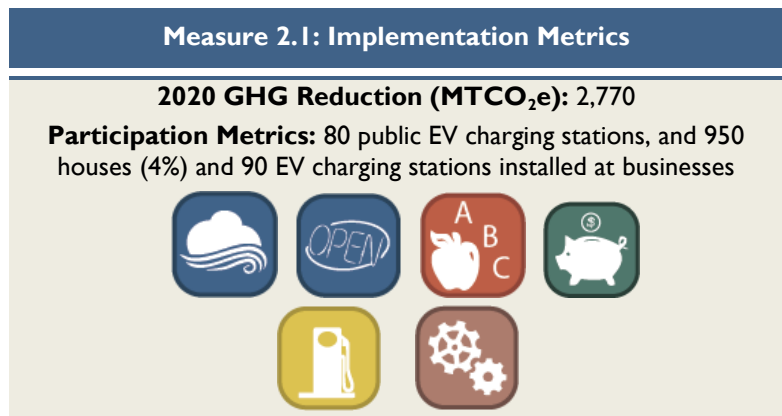 Measure 2.1: Implementation Metrics
2020 GHG Reduction (MTCO₂e): 2,770
Participation Metrics: 80 public EV charging stations, and 950
houses (4%) and 90 EV charging stations installed at businesses
OPEN
A
B
C
$